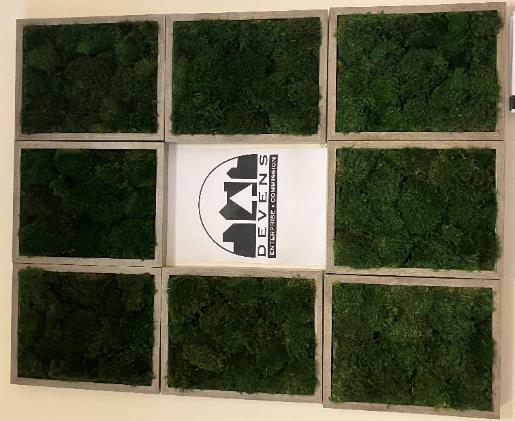 DEVENS
ENTERPRISE • COMMISSION